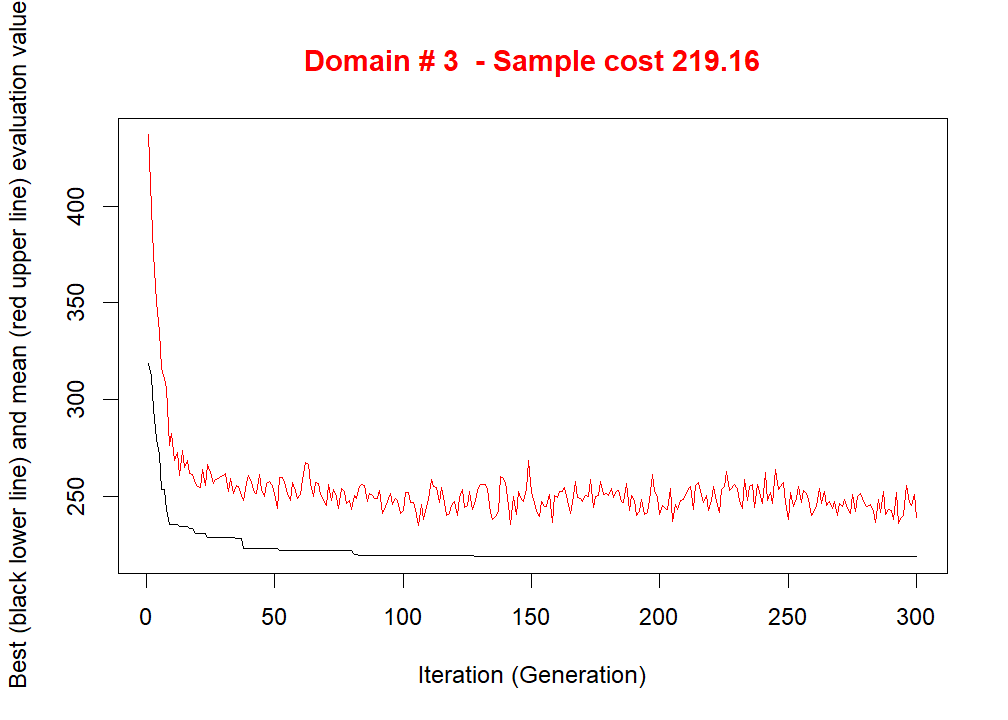 Domain # 3  - Sample cost 219.16
Best (black lower line) and mean (red upper line) evaluation value
400
350
300
250
0 50 100 150 200 250 300
Iteration (Generation)